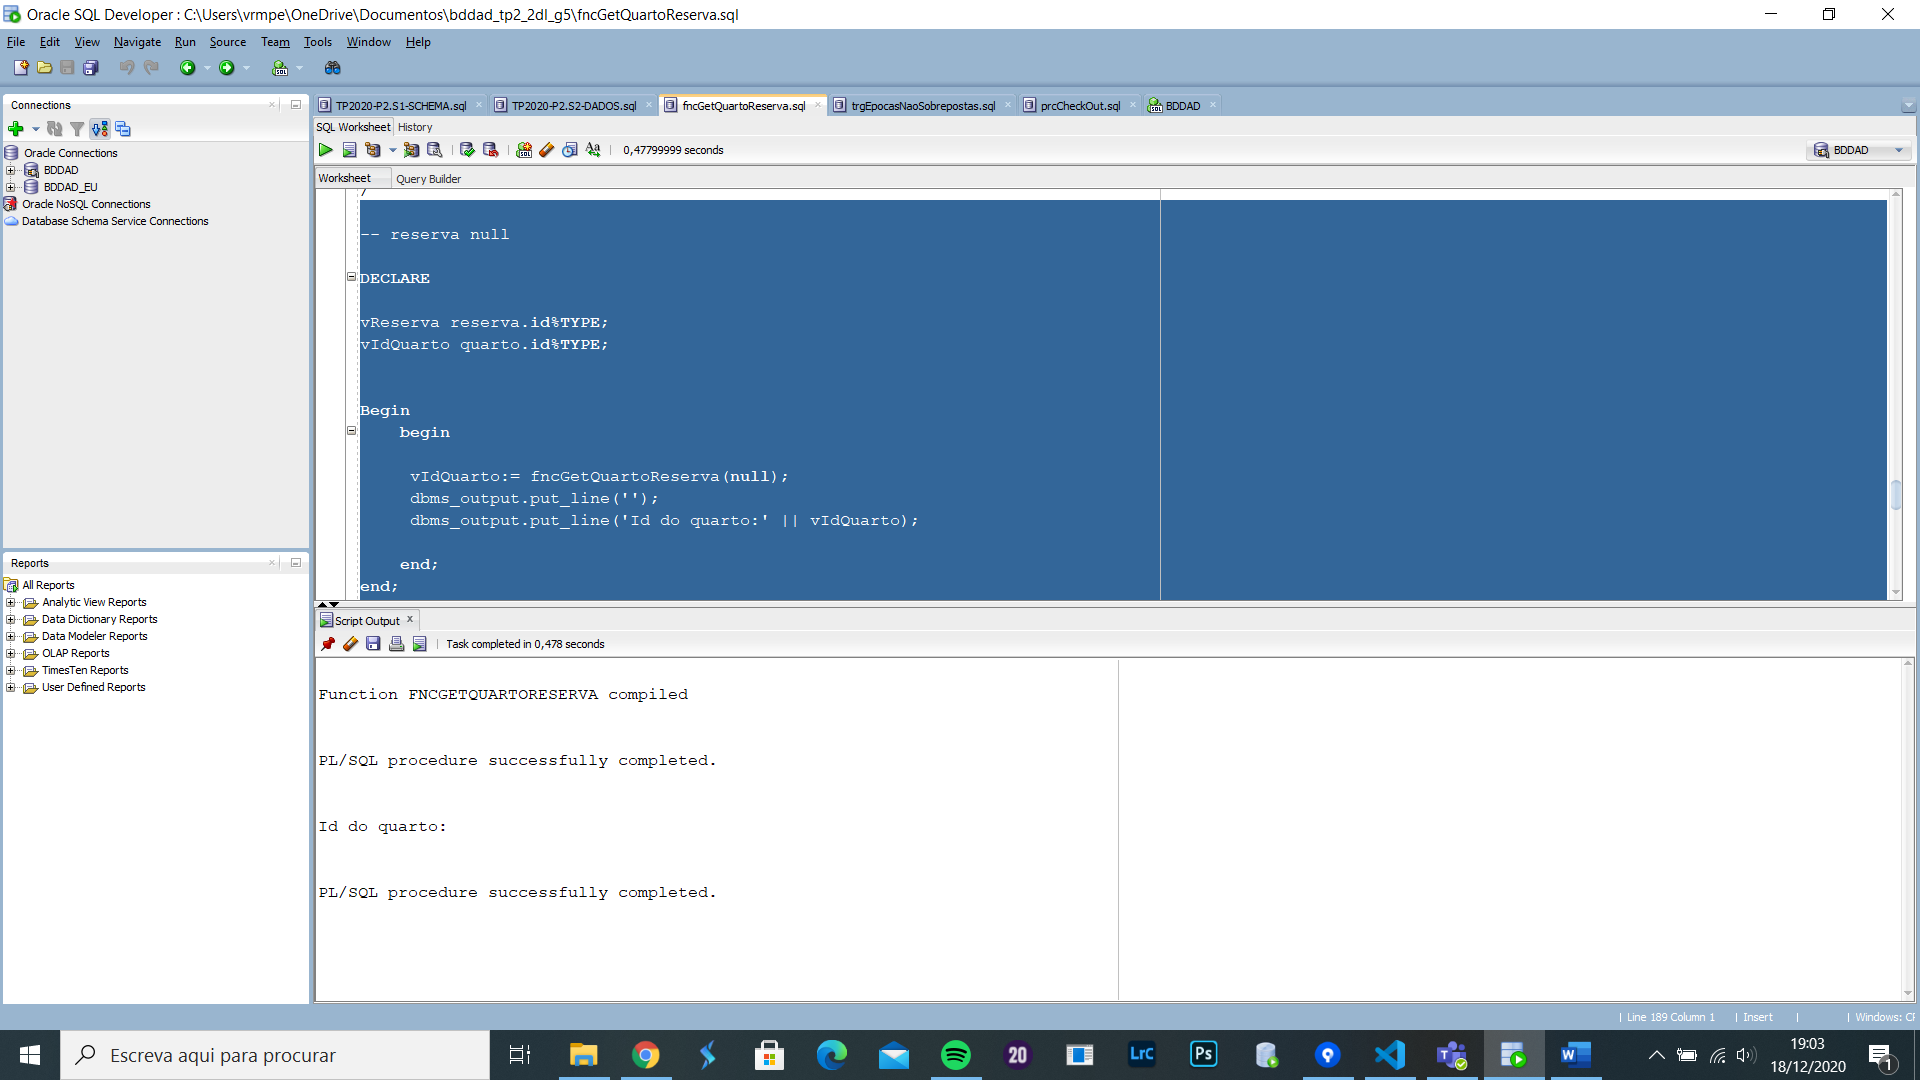 Oracle SQL Developer : C:\Users\vrmpe\OneDrive\Documentos\bddad_tp2_2dl_g5\fncGetQuartoReserva.sql
File Edit View Navigate Run Source Team Tools Window Help
Connections
Oracle Connections
BDDAD
BDDAD_EU
Oracle NoSQL Connections
Database Schema Service Connections
Reports
All Reports
Analytic View Reports
Data Dictionary Reports
Data Modeler Reports
OLAP Reports
TimesTen Reports
User Defined Reports
TP2020-P2.S1-SCHEMA.sql TP2020-P2.S2-DADOS.sql fncGetQuartoReserva.sql trgEpocasNaoSobrepostas.sql prcCheckOut.sql BDDAD
SQL Worksheet History
0,47799999 seconds
BDDAD
Worksheet Query Builder
/
-- reserva null
DECLARE
vReserva reserva.id%TYPE;
vIdQuarto quarto.id%TYPE;
Begin
begin
vIdQuarto:= fncGetQuartoReserva(null);
dbms_output.put_line('');
dbms_output.put_line('Id do quarto:' || vIdQuarto);
end;
end;
Script Output
Task completed in 0,478 seconds
Function FNCGETQUARTORESERVA compiled
PL/SQL procedure successfully completed.
Id do quarto:
PL/SQL procedure successfully completed.
Line 189 Column 1 Insert Windows: CF
Escreva aqui para procurar
20
LrC
Ps
19:03
18/12/2020
1